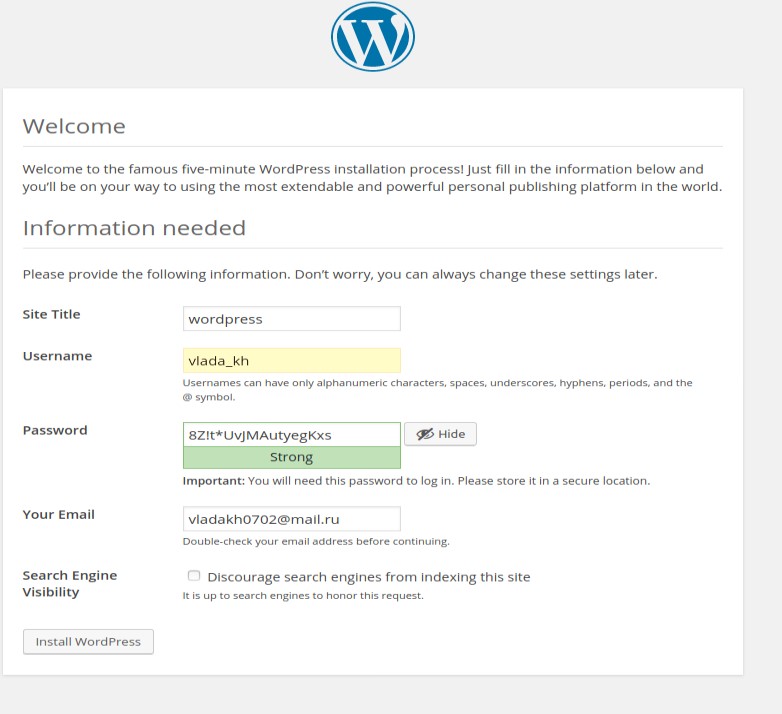 Welcome
Welcome to the famous five-minute WordPress installation process! Just fill in the information below and
you’ll be on your way to using the most extendable and powerful personal publishing platform in the world.
Information needed
Please provide the following information. Don’t worry, you can always change these settings later.
Site Title
wordpress
Username
vlada_kh
Usernames can have only alphanumeric characters, spaces, underscores, hyphens, periods, and the
@ symbol.
Password
8Z!t*UvJMAutyegKxs
Hide
Strong
Important: You will need this password to log in. Please store it in a secure location.
Your Email
vladakh0702@mail.ru
Double-check your email address before continuing.
Search Engine
Visibility
Discourage search engines from indexing this site
It is up to search engines to honor this request.
Install WordPress